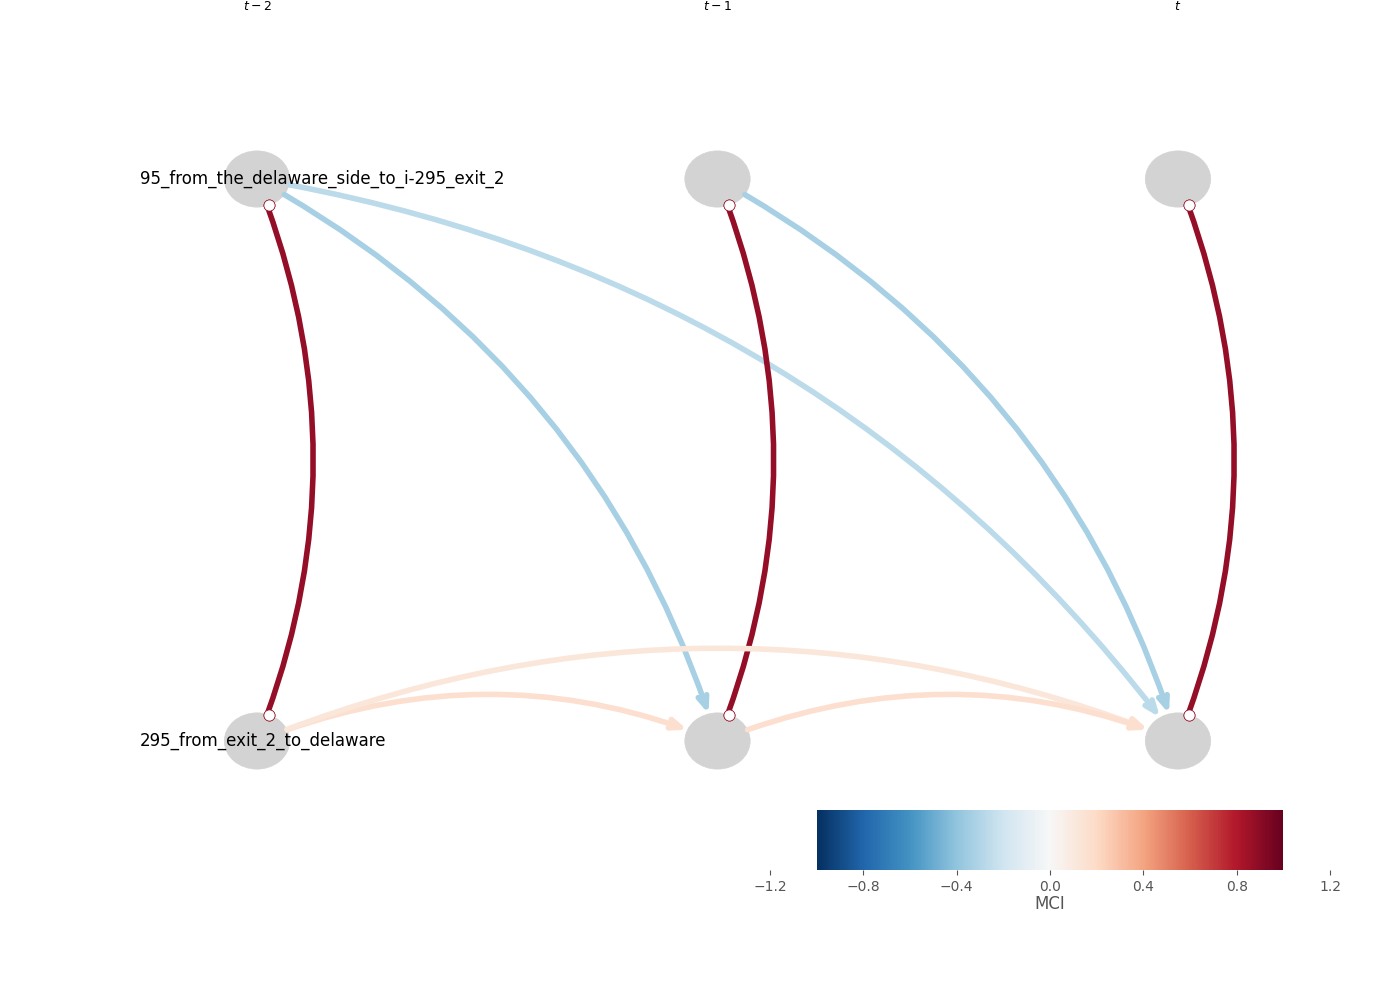 t − 2 t − 1 t
95_from_the_delaware_side_to_i-295_exit_2
295_from_exit_2_to_delaware
−1.2 −0.8 −0.4 0.0 0.4 0.8 1.2
MCI